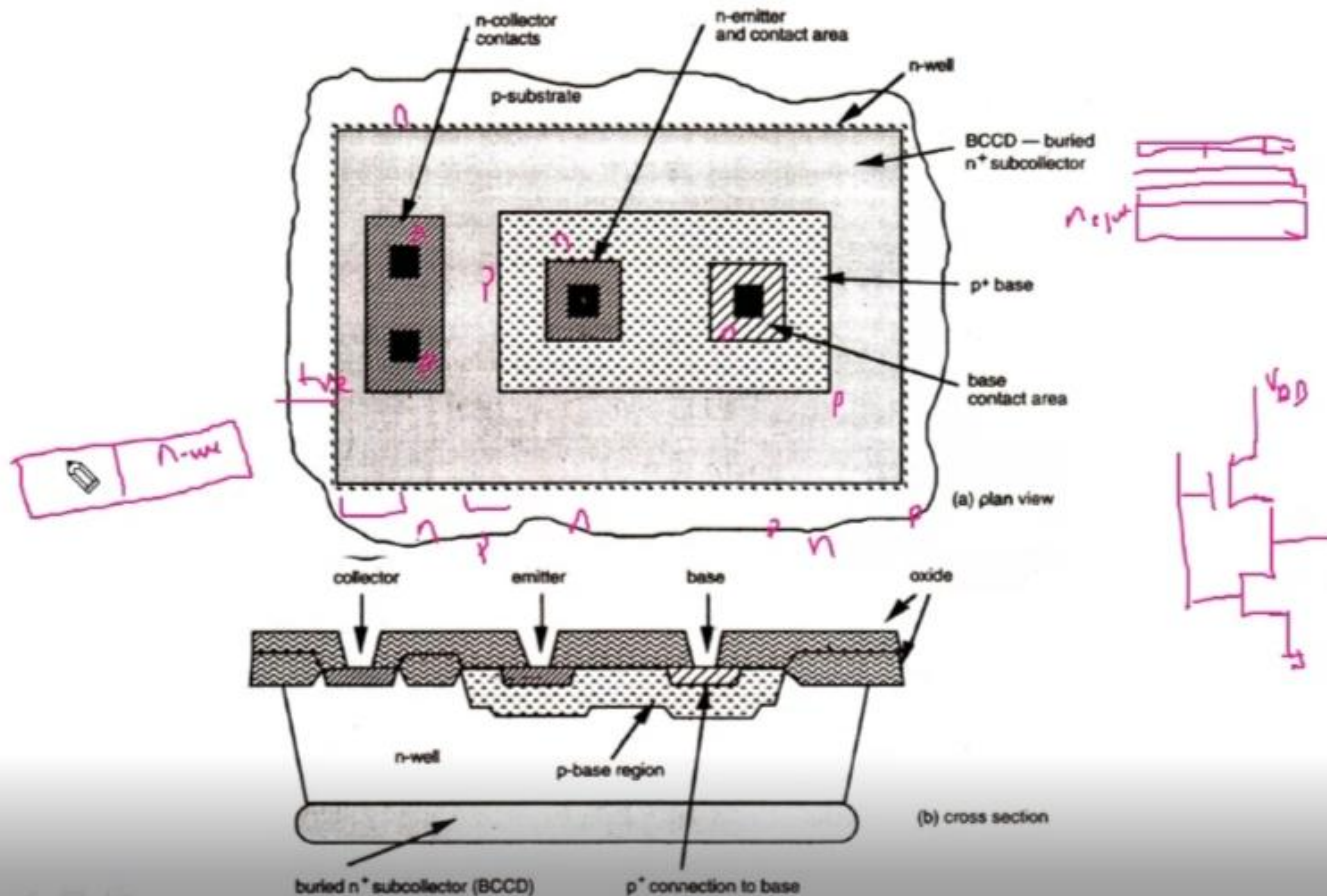 n-collector
contacts
n-emitter
and contact area
n-well
p-substrate
n
BCCD — buried
n+ subcollector
n
p
p+ base
n
base
contact area
p
VDD
n-we
(a) plan view
n
p
n
p
n
p
collector
emitter
base
oxide
n-well
p-base region
(b) cross section
buried n+ subcollector (BCCD)
p+ connection to base